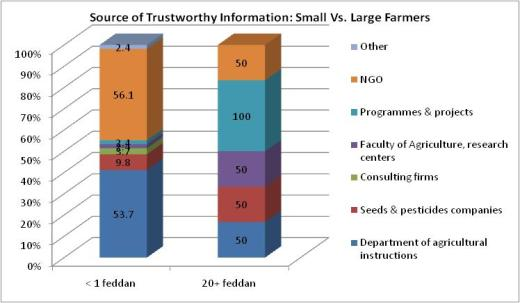 Source of Trustworthy Information: Small Vs. Large Farmers
100%
90%
80%
70%
60%
50%
40%
30%
20%
10%
0%
2.4
56.1
2.4
3.7
9.8
53.7
50
100
50
50
50
< 1 feddan
20+ feddan
Other
NGO
Programmes & projects
Faculty of Agriculture, research
centers
Consulting firms
Seeds & pesticides companies
Department of agricultural
instructions